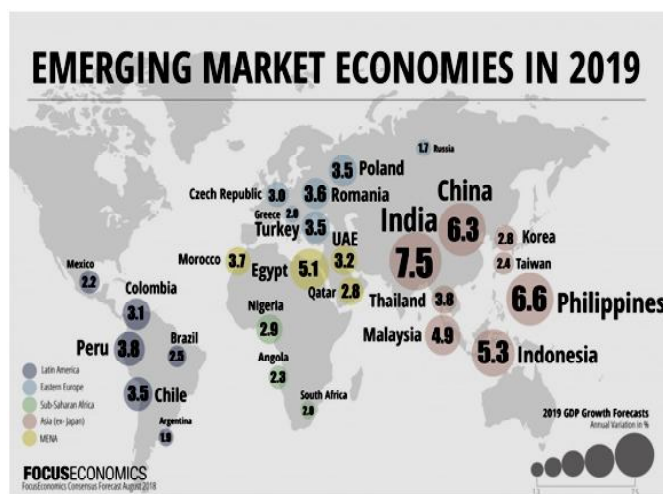 EMERGING MARKET ECONOMIES IN 2019
1.7 Russia
3.5 Poland
Czech Republic 3.0
3.6 Romania
China
6.3
Greece 2.0
Turkey 3.5
India
7.5
UAE
3.2
2.8 Korea
2.4 Taiwan
Morocco 3.7
Egypt 5.1
Qatar 2.8
Mexico
2.2
Colombia
3.1
Thailand 3.8
6.6 Philippines
Nigeria
2.9
Malaysia 4.9
5.3 Indonesia
Peru 3.8
Brazil
2.5
Angola
2.3
3.5 Chile
South Africa
2.0
Argentina
Latin America
Eastern Europe
Sub-Saharan Africa
Asia (ex- Japan)
MENA
2019 GDP Growth Forecasts
Annual Variation in %
7.5
FOCUSECONOMICS
FocusEconomics Consensus Forecast August 2018